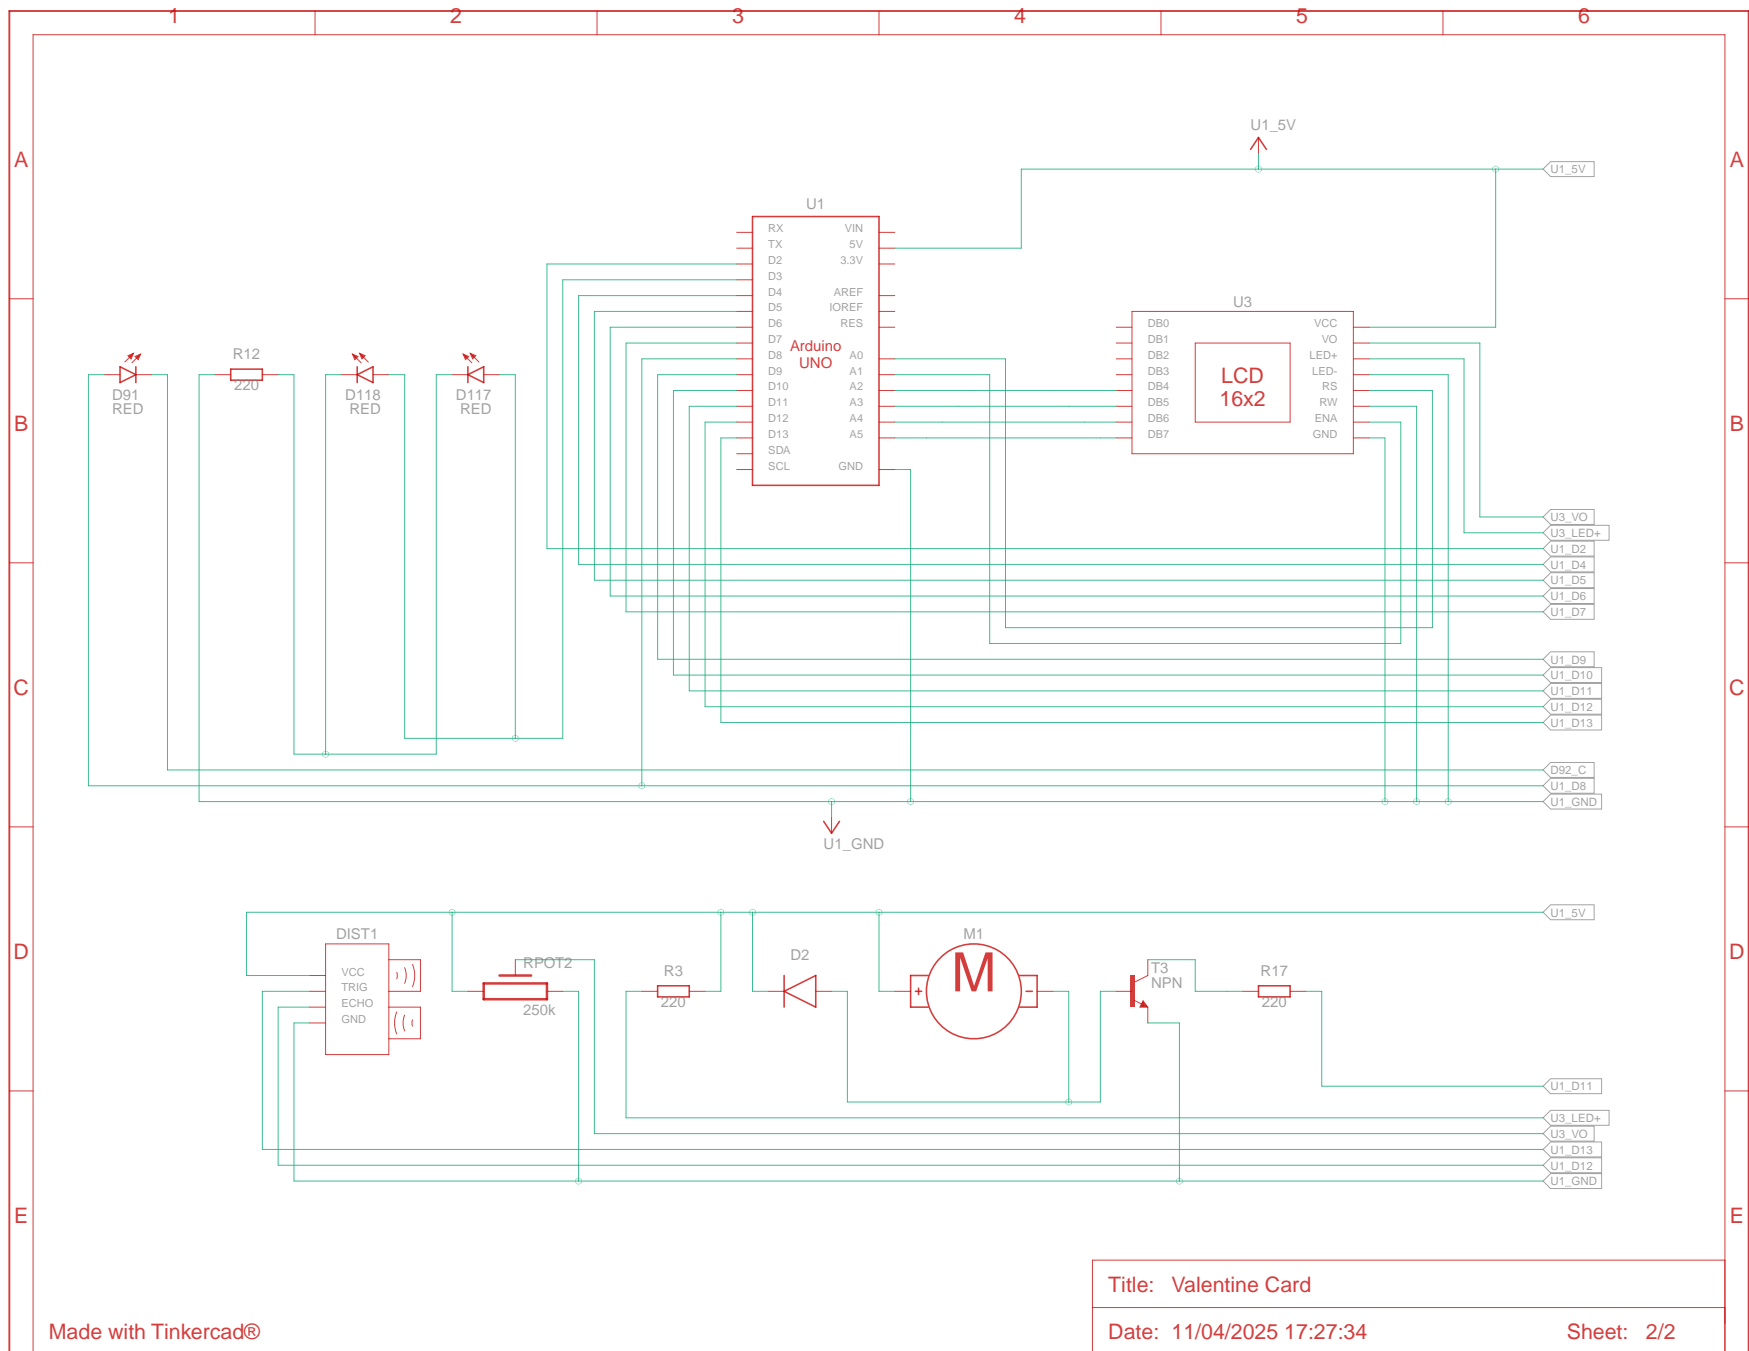 1 2 3 4 5 6
U1_5V
A A
U1_5V
U1
RX VIN
TX 5V
D2 3.3V
D3
D4 AREF
D5 IOREF
D6 RES
D7
D8 A0
D9 A1
D10 A2
D11 A3
D12 A4
D13 A5
SDA
SCL GND
Arduino
UNO
U3
DB0 VCC
DB1 VO
DB2 LED+
DB3 LED-
DB4 RS
DB5 RW
DB6 ENA
DB7 GND
LCD
16x2
D91
RED
R12
220
D118
RED
D117
RED
B B
U3_VO
U3_LED+
U1_D2
U1_D4
U1_D5
U1_D6
U1_D7
U1_D9
U1_D10
U1_D11
U1_D12
U1_D13
C C
D92_C
U1_D8
U1_GND
U1_GND
U1_5V
D D
DIST1
VCC
TRIG
ECHO
GND
RPOT2
250k
R3
220
D2
M1
M
+ -
T3
NPN
R17
220
U1_D11
U3_LED+
U3_VO
U1_D13
U1_D12
U1_GND
E E
Title: Valentine Card
Made with Tinkercad®
Date: 11/04/2025 17:27:34 Sheet: 2/2